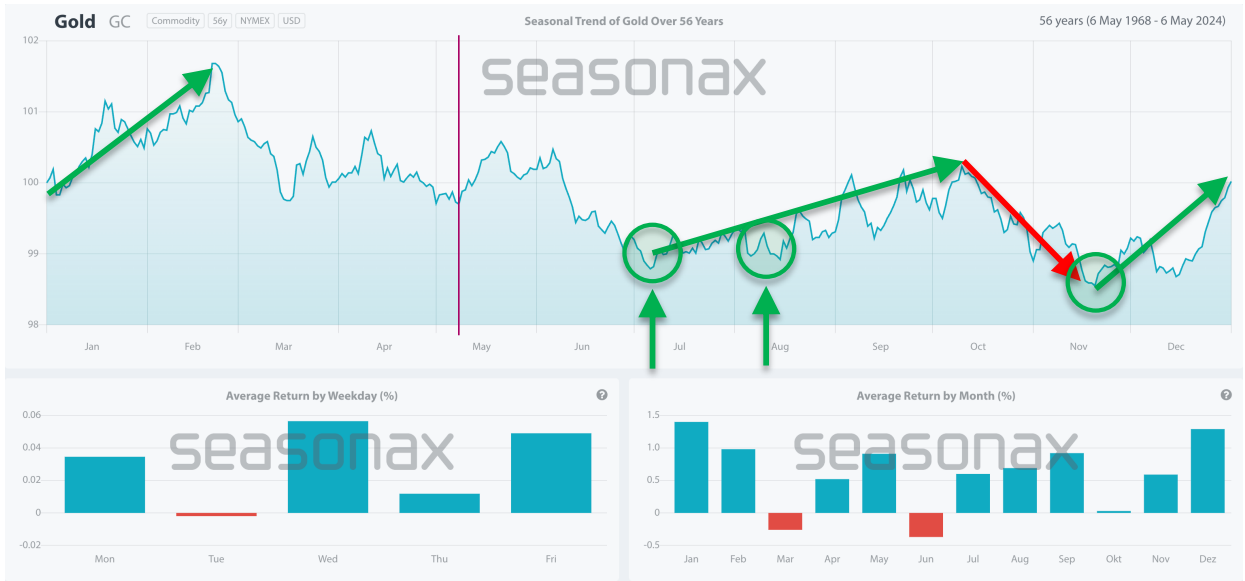 Gold GC Commodity 56y NYMEX USD Seasonal Trend of Gold Over 56 Years 56 years (6 May 1968 - 6 May 2024)
seasonax
102
101
100
99
98
Jan Feb Mar Apr May Jun Jul Aug Sep Oct Nov Dec
Average Return by Weekday (%) ?
seasonax
0.06
0.04
0.02
0
-0.02
Mon Tue Wed Thu Fri
Average Return by Month (%) ?
seasonax
1.5
1.0
0.5
0
-0.5
Jan Feb Mar Apr May Jun Jul Aug Sep Okt Nov Dez